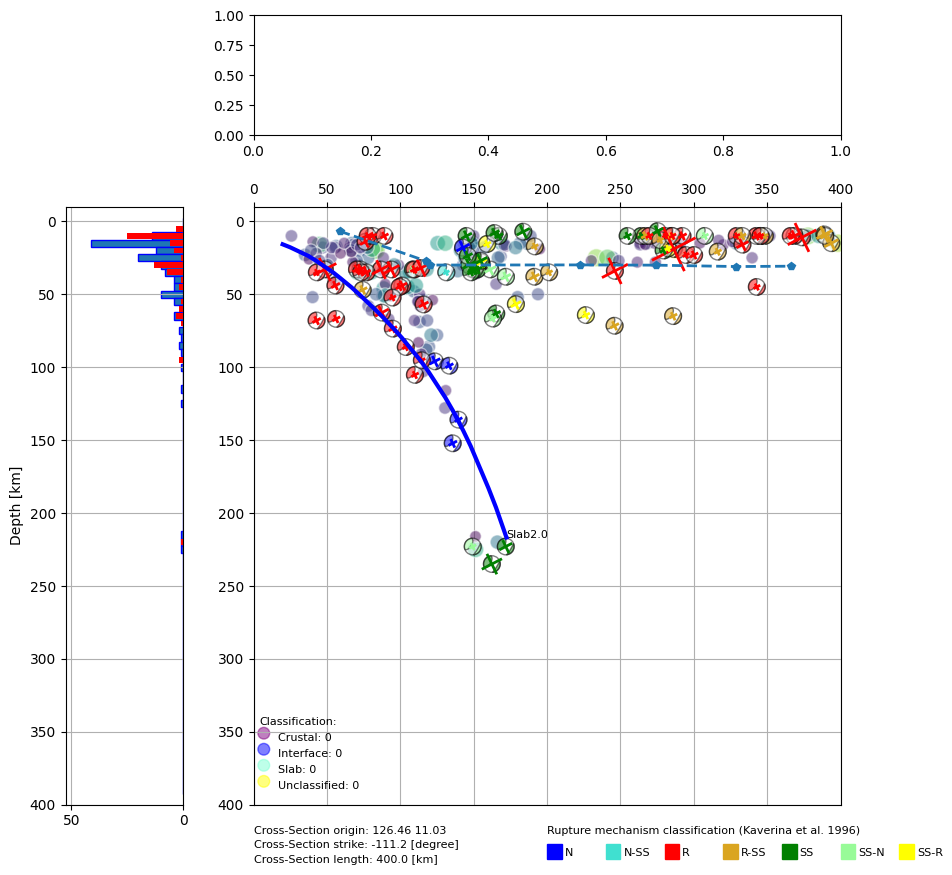 1.00
0.75
0.50
0.25
0.00
0.0 0.2 0.4 0.6 0.8 1.0
0 50 100 150 200 250 300 350 400
0 0
50
100 100
150 150
200 200
250 250
300 300
350 350
400 400
50 0
50
Depth [km]
Slab2.0
Classification:
Crustal: 0
Interface: 0
Slab: 0
Unclassified: 0
Cross-Section origin: 126.46 11.03
Cross-Section strike: -111.2 [degree]
Cross-Section length: 400.0 [km]
Rupture mechanism classification (Kaverina et al. 1996)
N N-SS R R-SS SS SS-N SS-R